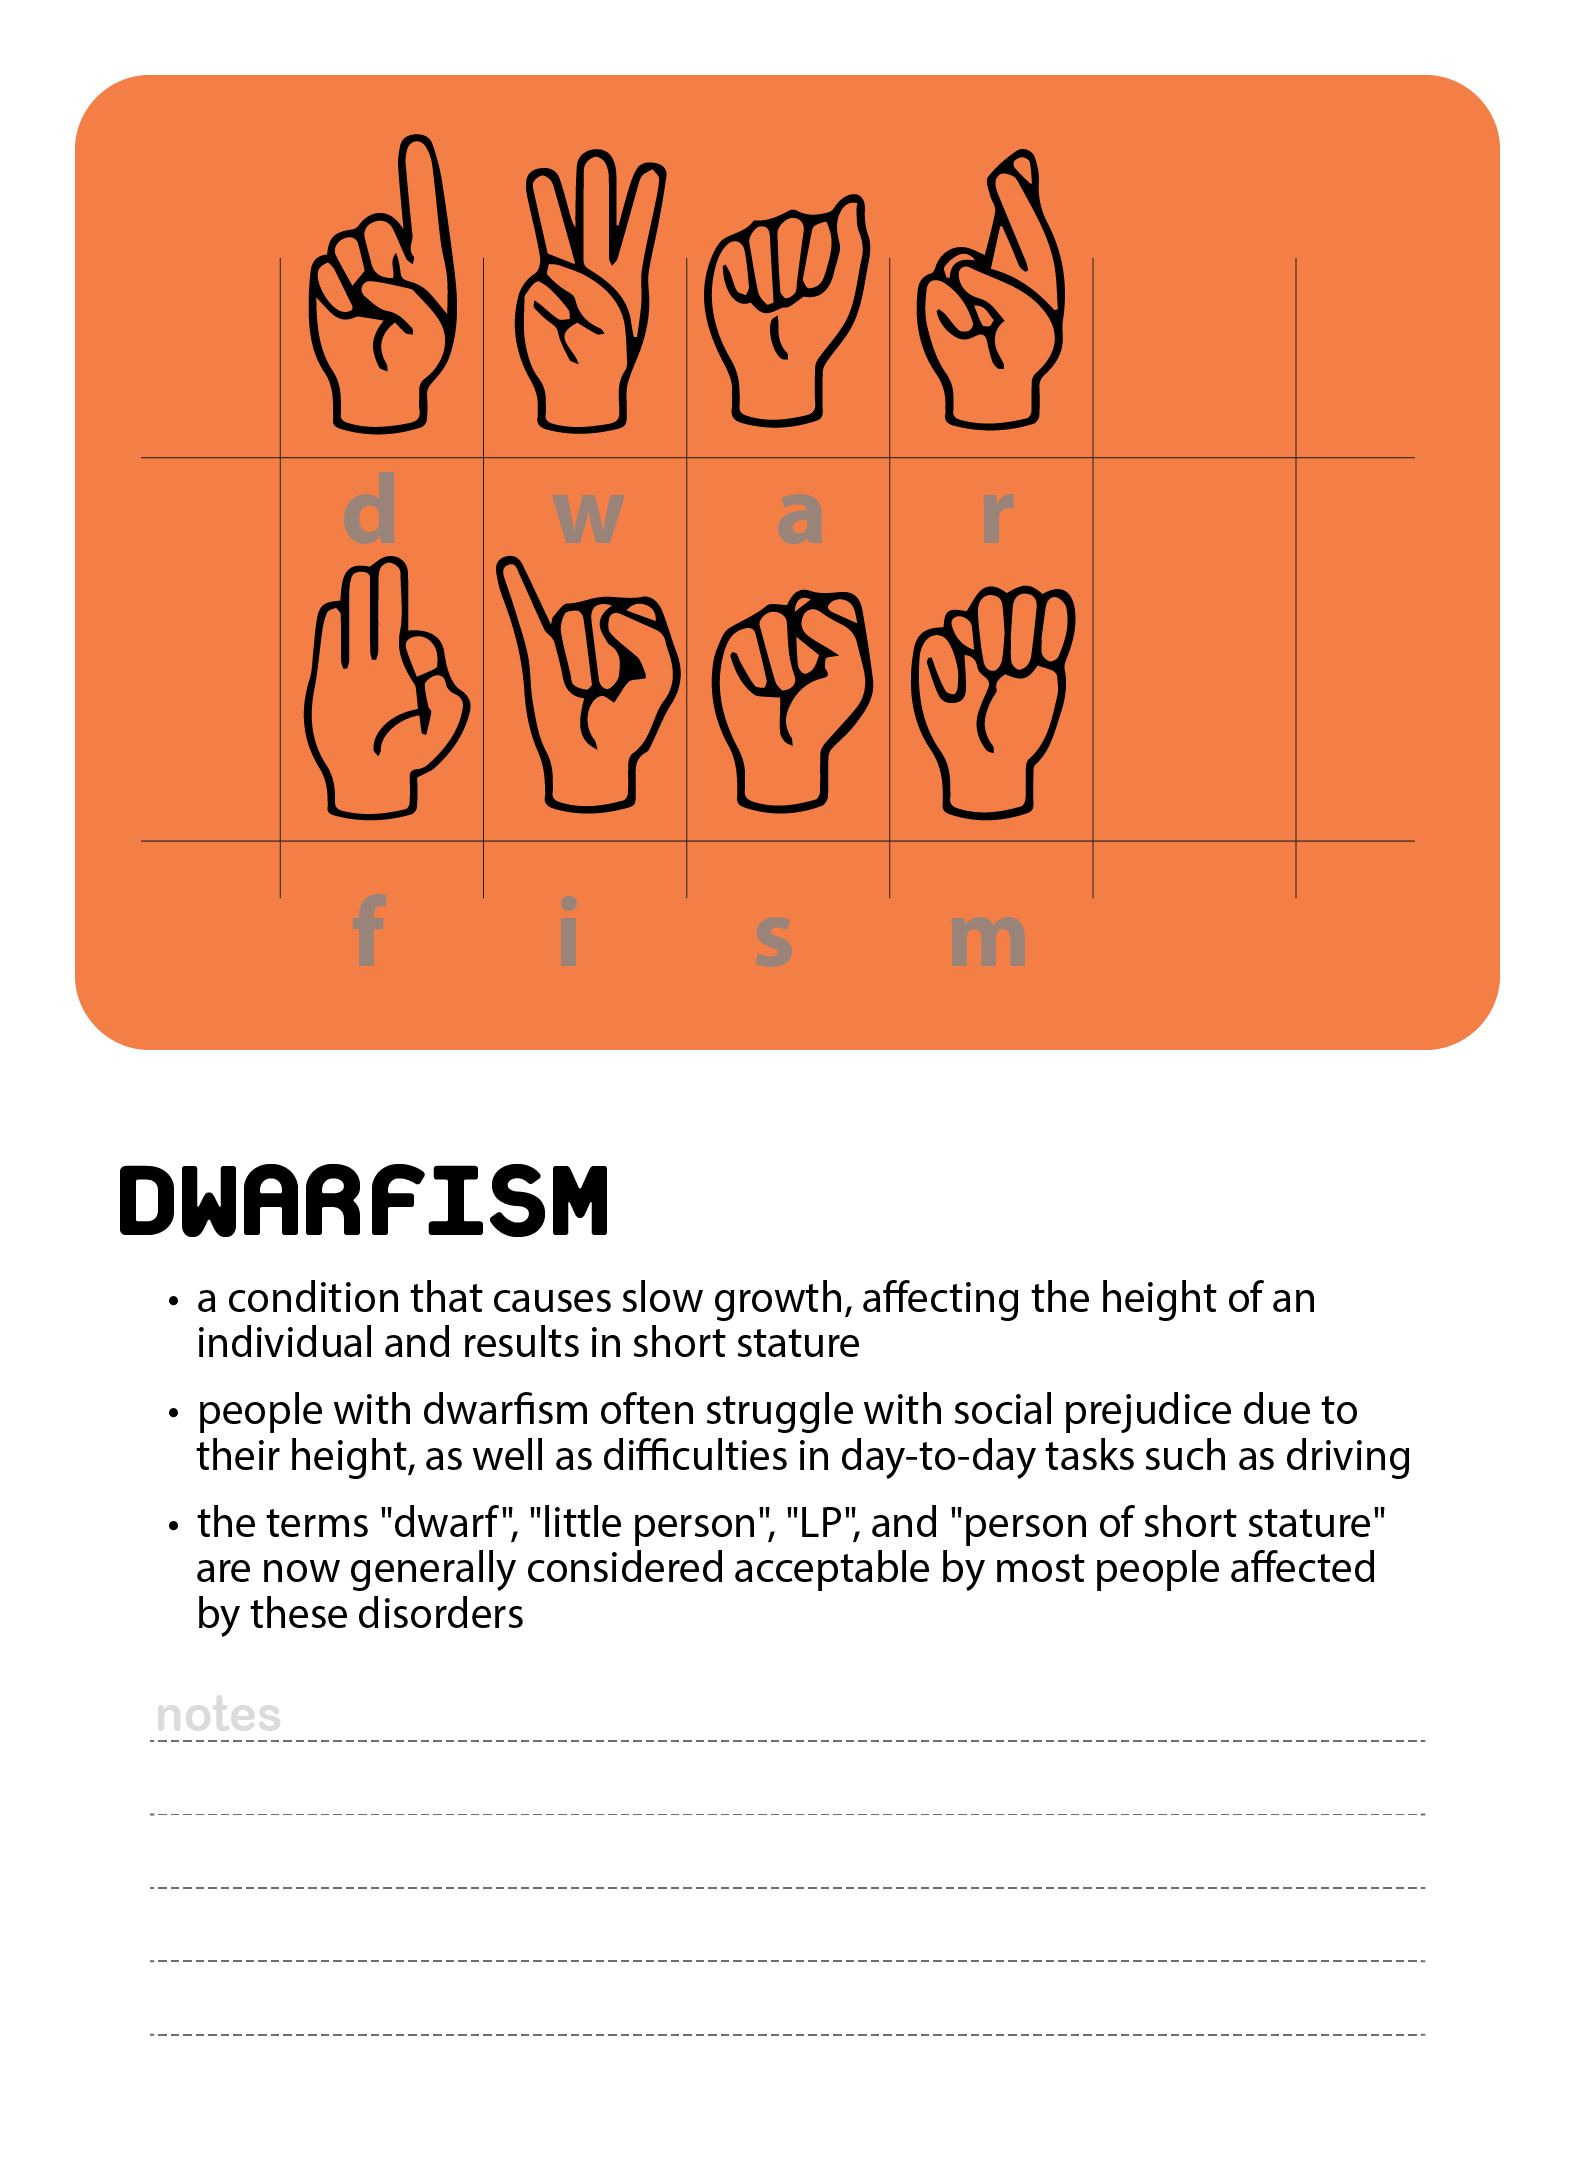 d w a r
f i s m
DWARFISM
• a condition that causes slow growth, affecting the height of an
individual and results in short stature
• people with dwarfism often struggle with social prejudice due to
their height, as well as difficulties in day-to-day tasks such as driving
• the terms "dwarf", "little person", "LP", and "person of short stature"
are now generally considered acceptable by most people affected
by these disorders
notes